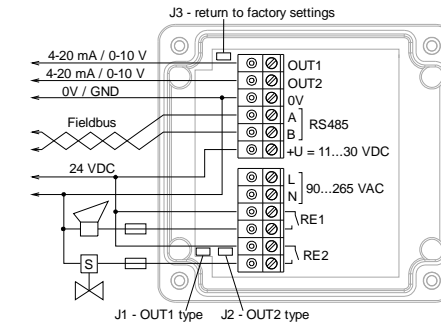 J3 - return to factory settings
4-20 mA / 0-10 V
OUT1
4-20 mA / 0-10 V
OUT2
0V / GND
0V
Fieldbus
A
B
RS485
+U = 11...30 VDC
24 VDC
L
N
90...265 VAC
RE1
S
RE2
J1 - OUT1 type
J2 - OUT2 type